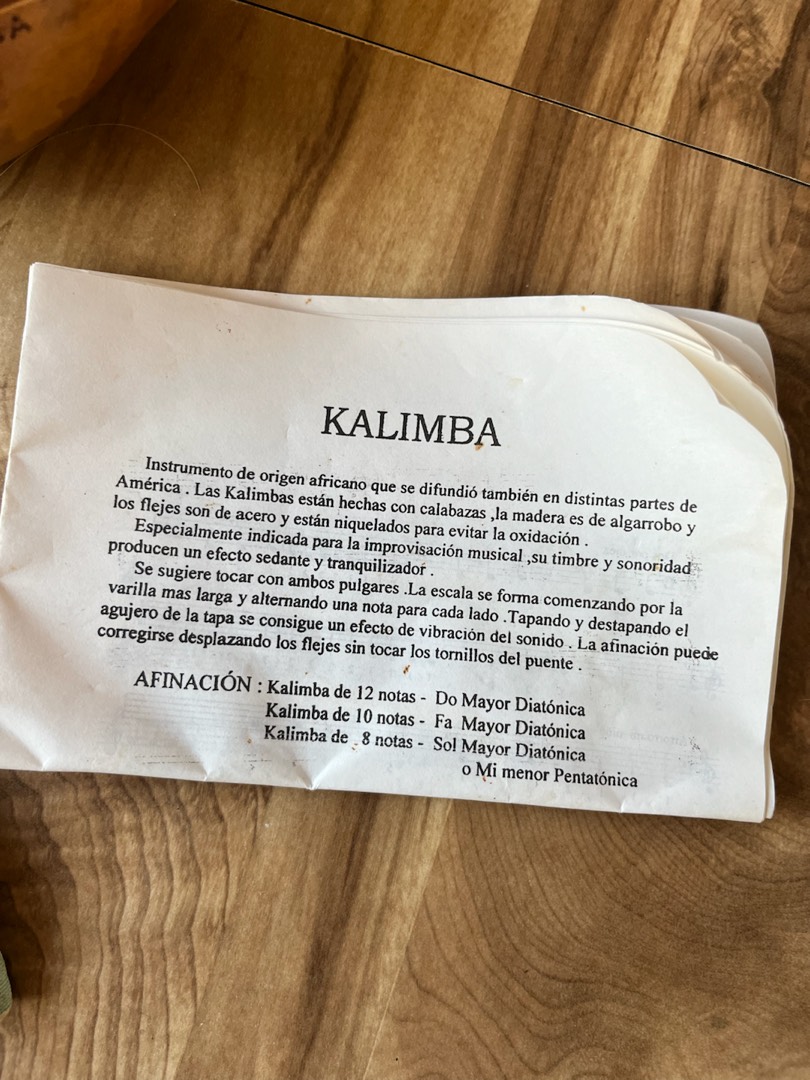 KALIMBA
Instrumento de origen africano que se difundió también en distintas partes de
América . Las Kalimbas están hechas con calabazas ,la madera es de algarrobo y
los flejes son de acero y están niquelados para evitar la oxidación .
Especialmente indicada para la improvisación musical ,su timbre y sonoridad
producen un efecto sedante y tranquilizador .
Se sugiere tocar con ambos pulgares .La escala se forma comenzando por la
varilla mas larga y alternando una nota para cada lado .Tapando y destapando el
agujero de la tapa se consigue un efecto de vibración del sonido . La afinación puede
corregirse desplazando los flejes sin tocar los tornillos del puente .
AFINACIÓN : Kalimba de 12 notas - Do Mayor Diatónica
Kalimba de 10 notas - Fa Mayor Diatónica
Kalimba de 8 notas - Sol Mayor Diatónica
o Mi menor Pentatónica